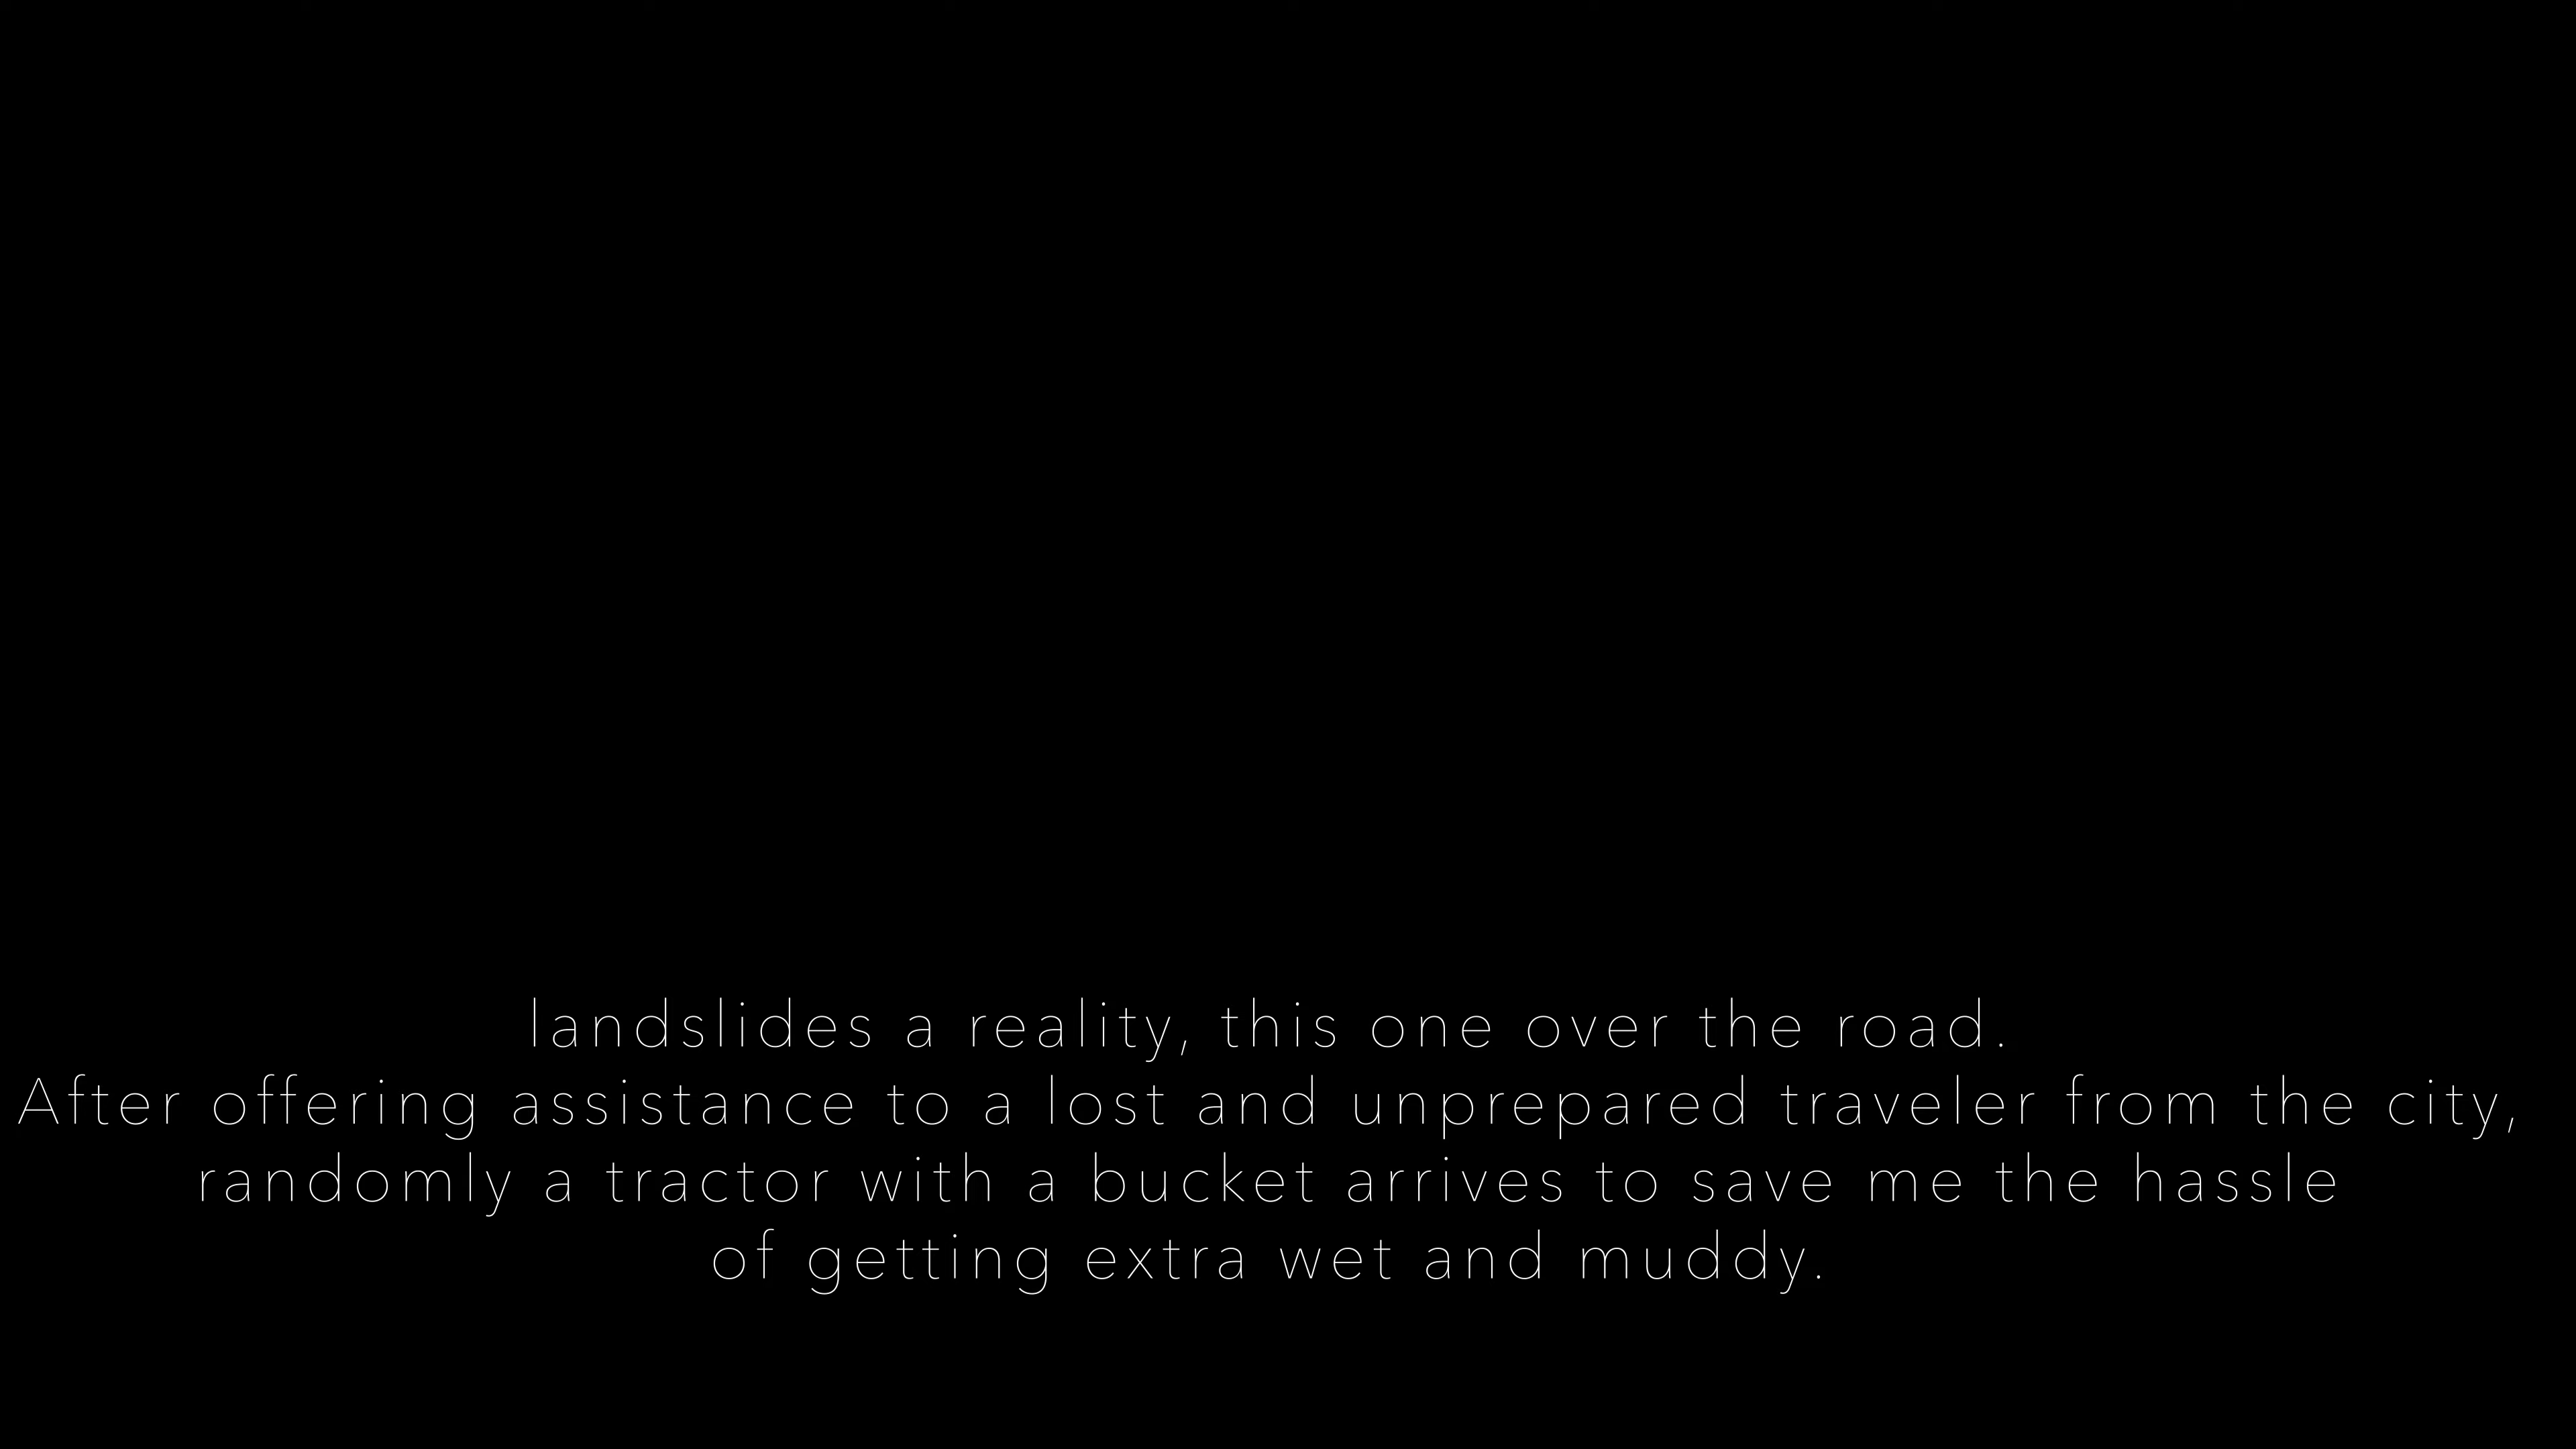 landslides a reality, this one over the road.
After offering assistance to a lost and unprepared traveler from the city,
randomly a tractor with a bucket arrives to save me the hassle
of getting extra wet and muddy.